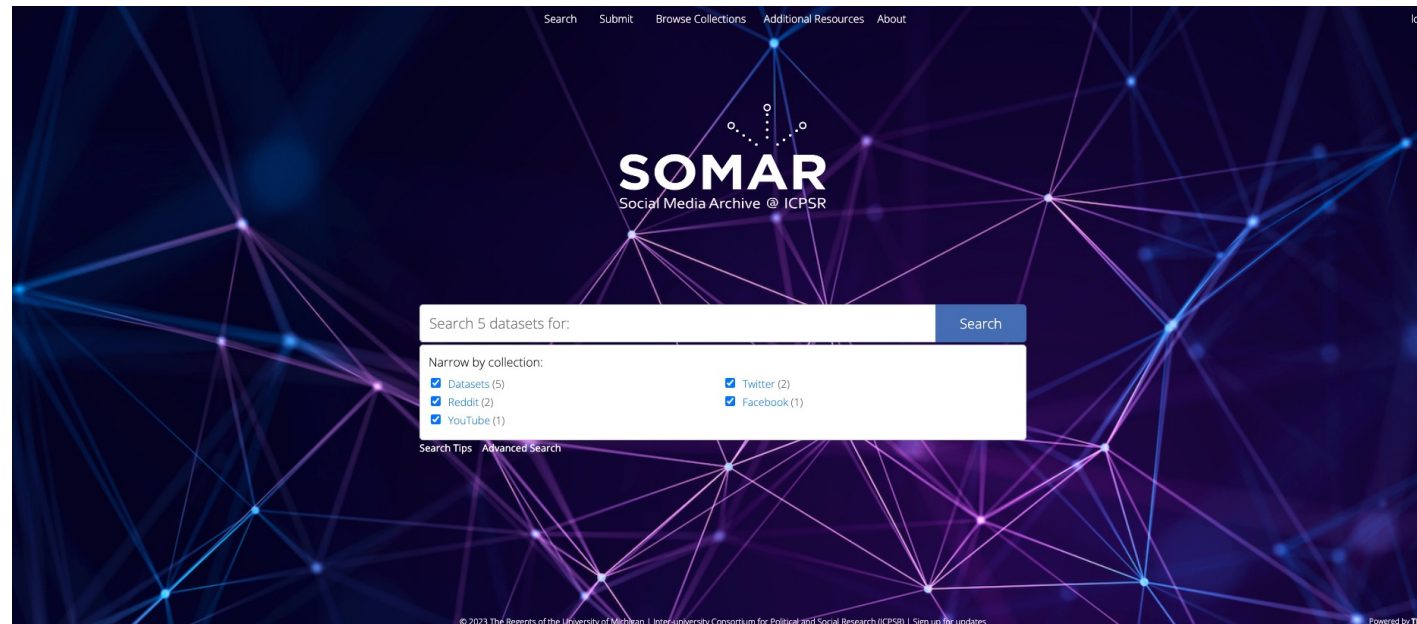 Search Submit Browse Collections Additional Resources About
SOMAR
Social Media Archive @ ICPSR
Search 5 datasets for:
Search
Narrow by collection:
Datasets (5) Twitter (2)
Reddit (2) Facebook (1)
YouTube (1)
Search Tips Advanced Search
© 2023 The Regents of the University of Michigan | Inter-university Consortium for Political and Social Research (ICPSR) | Sign up for updates
Powered by